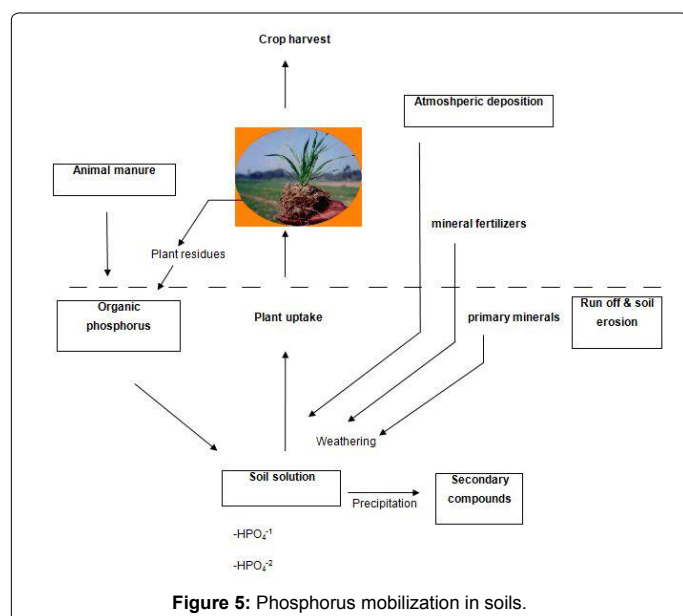 Crop harvest
Atmoshperic deposition
Animal manure
mineral fertilizers
Plant residues
Organic
phosphorus
Plant uptake
primary minerals
Run off & soil
erosion
Weathering
Soil solution
Precipitation
Secondary
compounds
-HPO₄⁻¹
-HPO₄⁻²
Figure 5: Phosphorus mobilization in soils.